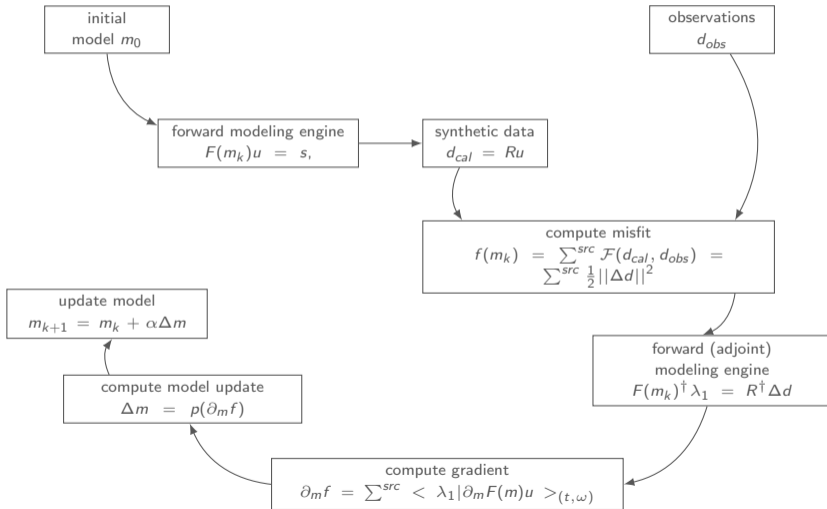 initial
model m₀
observations
d_obs
forward modeling engine
F(m_k)u = s,
synthetic data
d_cal = Ru
compute misfit
f(m_k) = ∑^src ℱ(d_cal, d_obs) =
∑^src ½||Δd||²
forward (adjoint)
modeling engine
F(m_k)†λ₁ = R†Δd
compute gradient
∂_m f = ∑^src < λ₁|∂_m F(m)u >_(t,ω)
compute model update
Δm = p(∂_m f)
update model
m_{k+1} = m_k + αΔm